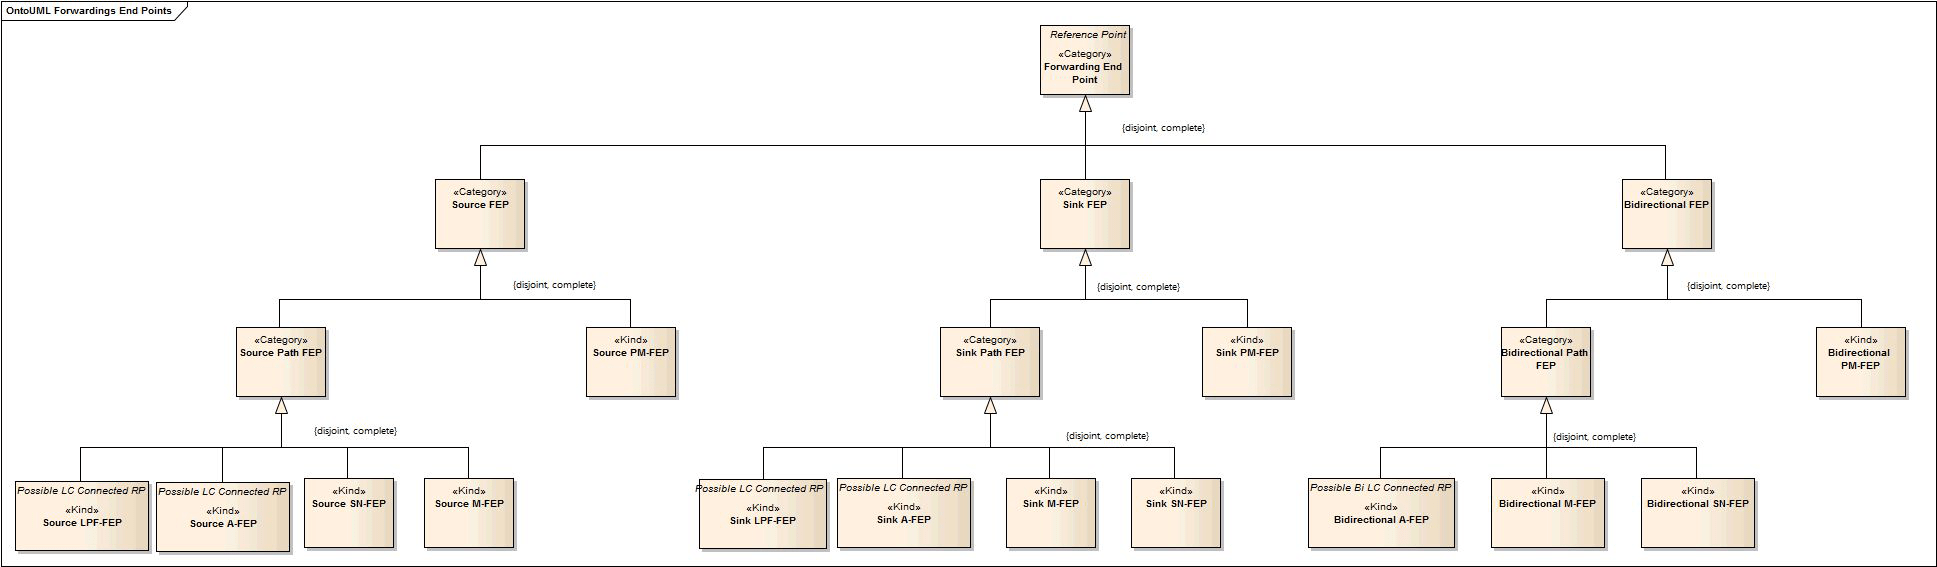 OntoUML Forwardings End Points
Reference Point
«Category»
Forwarding End
Point
{disjoint, complete}
«Category»
Source FEP
«Category»
Sink FEP
«Category»
Bidirectional FEP
{disjoint, complete}
{disjoint, complete}
{disjoint, complete}
«Category»
Source Path FEP
«Kind»
Source PM-FEP
«Category»
Sink Path FEP
«Kind»
Sink PM-FEP
«Category»
Bidirectional Path
FEP
«Kind»
Bidirectional
PM-FEP
{disjoint, complete}
{disjoint, complete}
{disjoint, complete}
Possible LC Connected RP
«Kind»
Source LPF-FEP
Possible LC Connected RP
«Kind»
Source A-FEP
«Kind»
Source SN-FEP
«Kind»
Source M-FEP
Possible LC Connected RP
«Kind»
Sink LPF-FEP
Possible LC Connected RP
«Kind»
Sink A-FEP
«Kind»
Sink M-FEP
«Kind»
Sink SN-FEP
Possible Bi LC Connected RP
«Kind»
Bidirectional A-FEP
«Kind»
Bidirectional M-FEP
«Kind»
Bidirectional SN-FEP